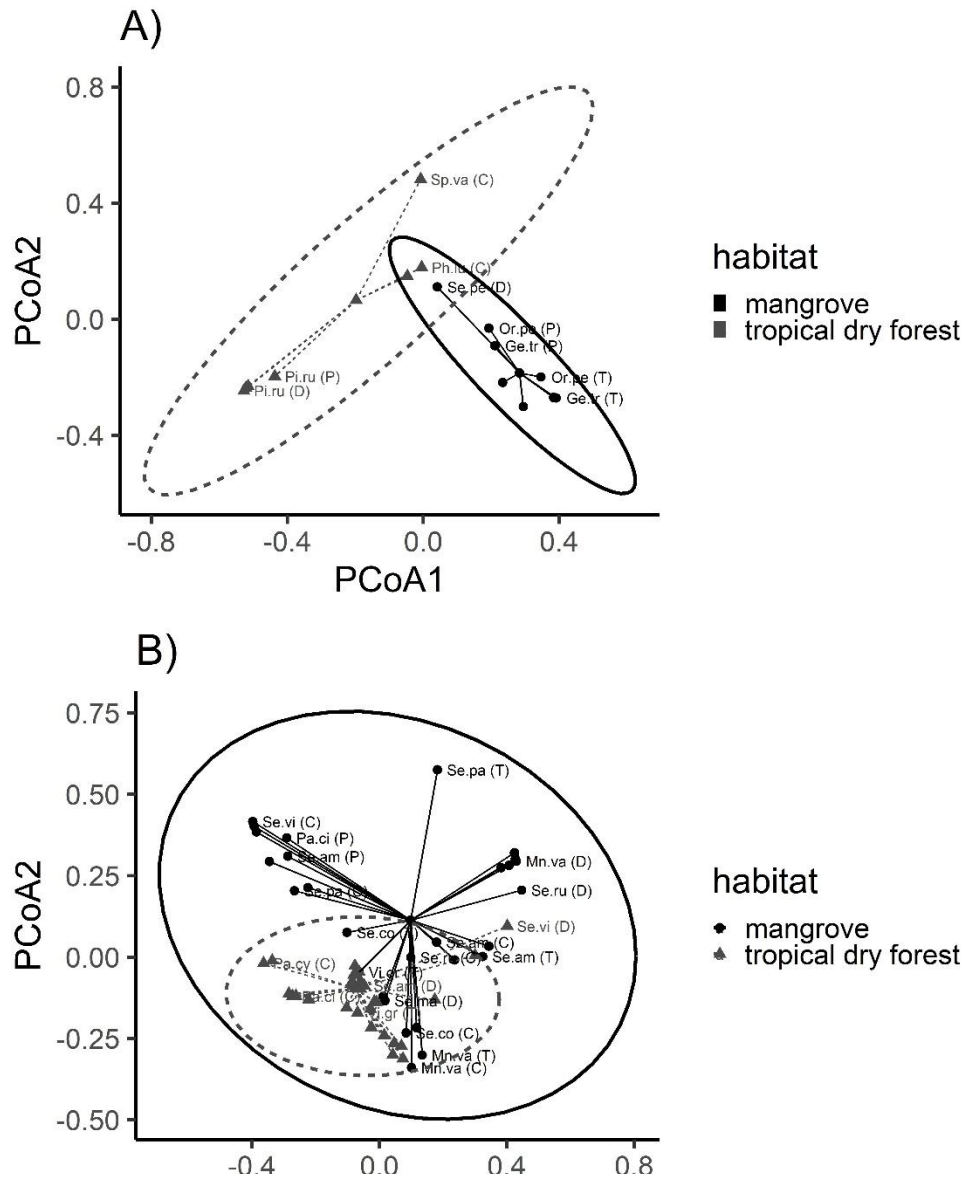 A)
0.8
0.4
0.0
-0.4
PCoA2
Sp.va (C)
Ph.lu (C)
Se.pe (D)
Or.pe (P)
Ge.tr (P)
Or.pe (T)
Ge.tr (T)
Pi.ru (P)
Pi.ru (D)
-0.8 -0.4 0.0 0.4
PCoA1
habitat
mangrove
tropical dry forest
B)
0.75
0.50
0.25
0.00
-0.25
-0.50
PCoA2
Se.pa (T)
Se.vi (C)
Pa.ci (P)
Se.am (P)
Mn.va (D)
Se.ru (D)
Se.vi (D)
Se.co
Se.am (C)
Se.am (T)
Pa.cy (C)
Se.ma (D)
Se.co (C)
Mn.va (T)
Mn.va (C)
-0.4 0.0 0.4 0.8
habitat
mangrove
tropical dry forest